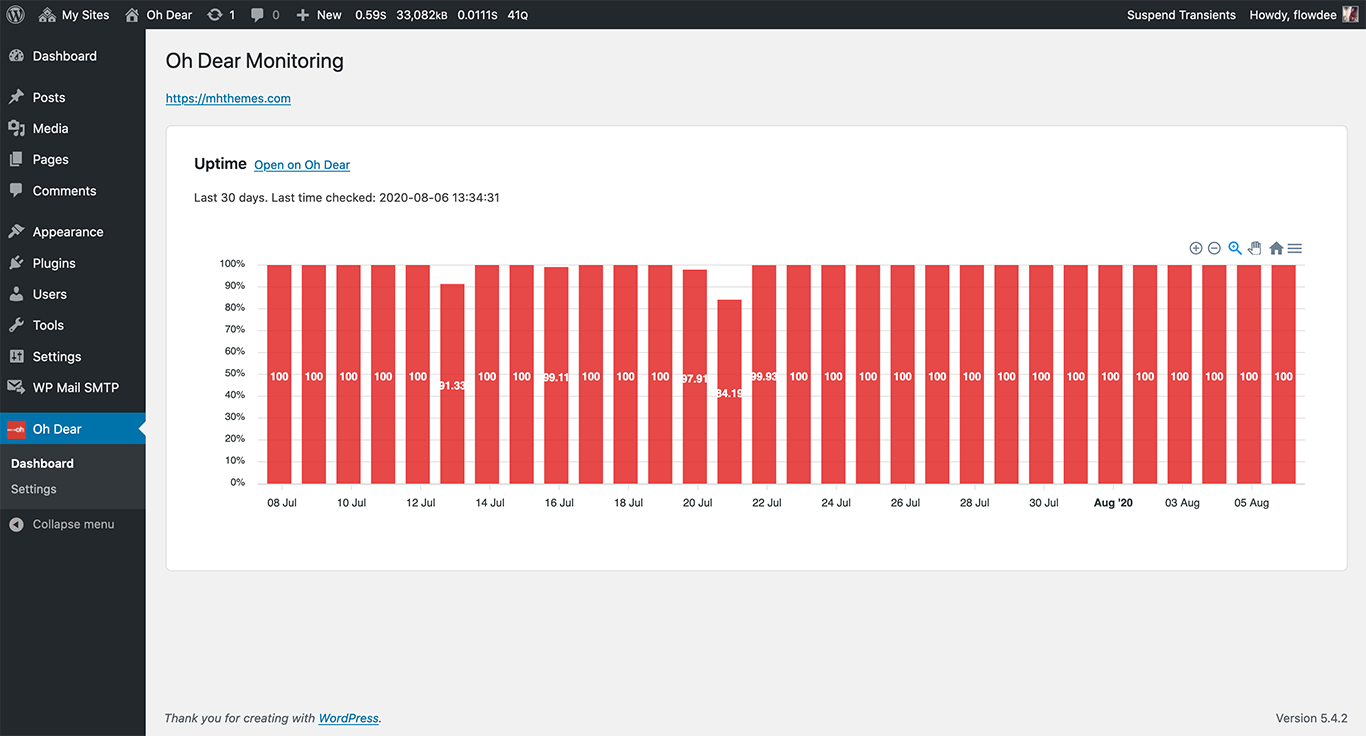 My Sites Oh Dear 1 0 New 0.59S 33,082KB 0.0111S 41Q Suspend Transients Howdy, flowdee
Dashboard
Posts
Media
Pages
Comments
Appearance
Plugins
Users
Tools
Settings
WP Mail SMTP
oh Oh Dear
Dashboard
Settings
Collapse menu
Oh Dear Monitoring
https://mhthemes.com
Uptime Open on Oh Dear
Last 30 days. Last time checked: 2020-08-06 13:34:31
100%
90%
80%
70%
60%
50%
40%
30%
20%
10%
0%
100 100 100 100 100 91.33 100 100 99.11 100 100 100 97.91 84.19 99.93 100 100 100 100 100 100 100 100 100 100 100 100 100 100 100
08 Jul 10 Jul 12 Jul 14 Jul 16 Jul 18 Jul 20 Jul 22 Jul 24 Jul 26 Jul 28 Jul 30 Jul Aug '20 03 Aug 05 Aug
Thank you for creating with WordPress. Version 5.4.2